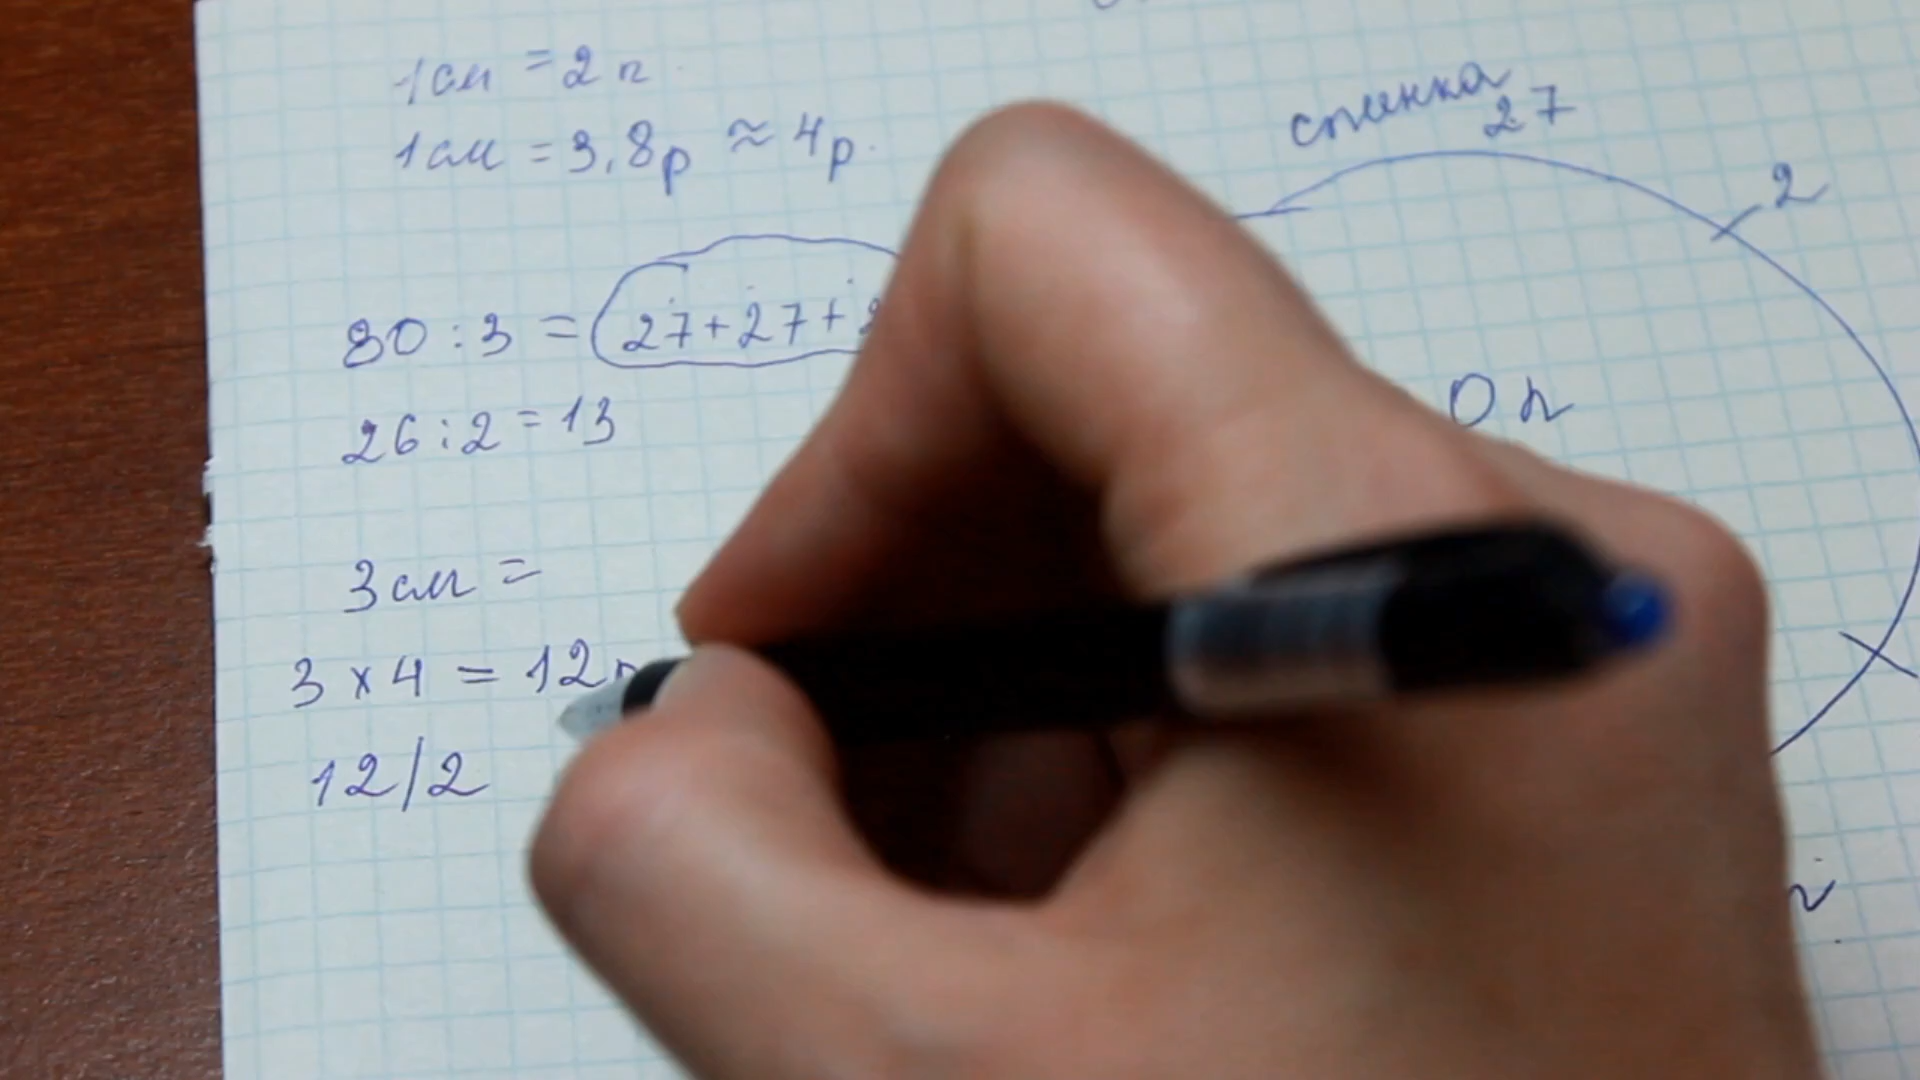 1см = 2п.
1см = 3,8р ≈ 4р.
80 : 3 = 27+27+
26 : 2 = 13
3см =
3 x 4 = 12
12/2
спинка
27
2
0п